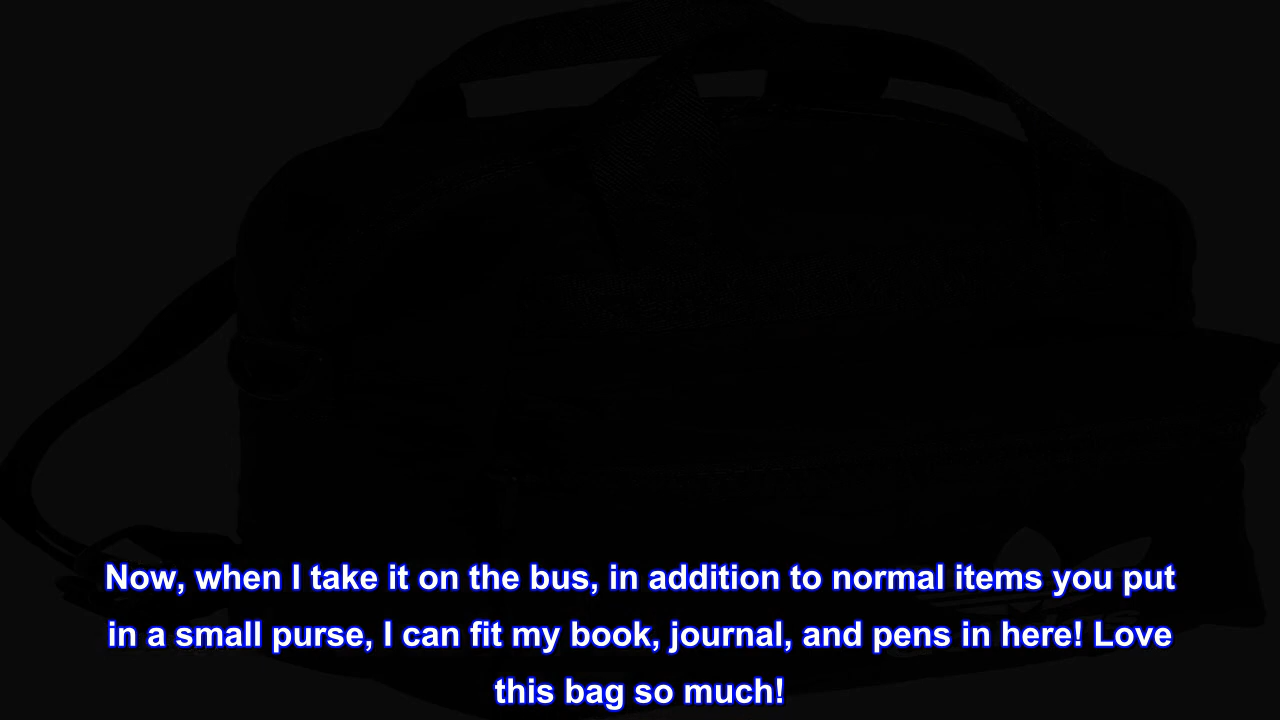 Now, when I take it on the bus, in addition to normal items you put
in a small purse, I can fit my book, journal, and pens in here! Love
this bag so much!